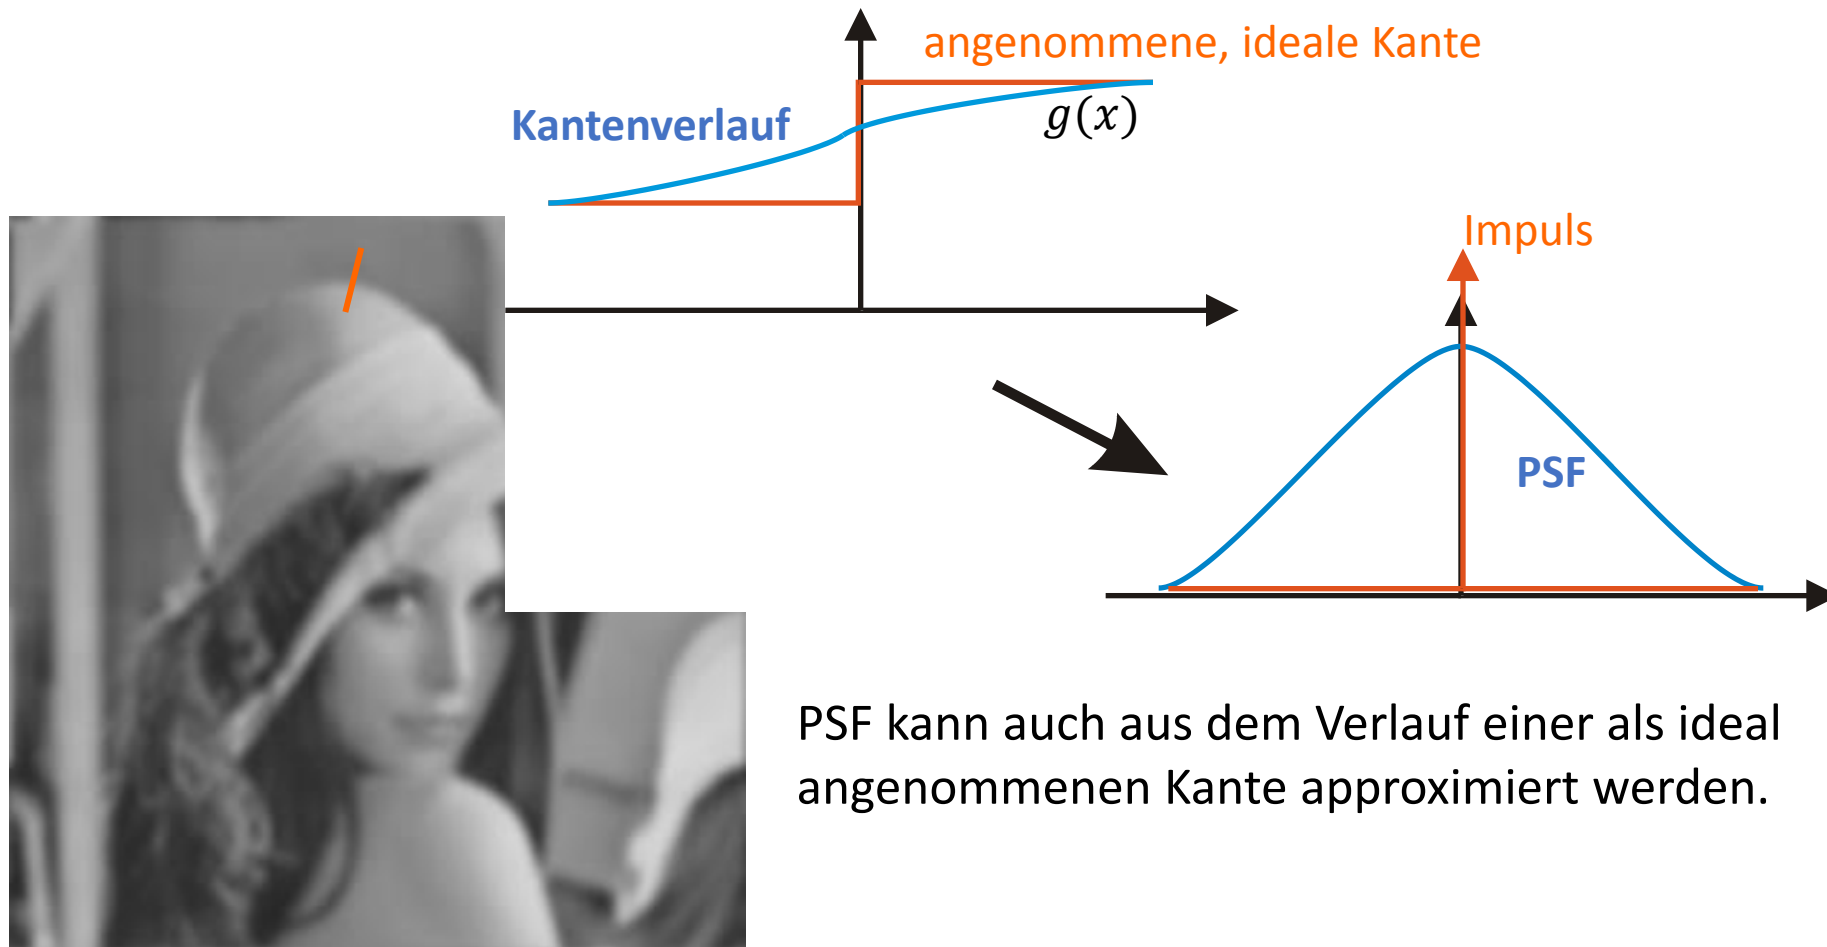 angenommene, ideale Kante
Kantenverlauf
g(x)
Impuls
PSF
PSF kann auch aus dem Verlauf einer als ideal
angenommenen Kante approximiert werden.